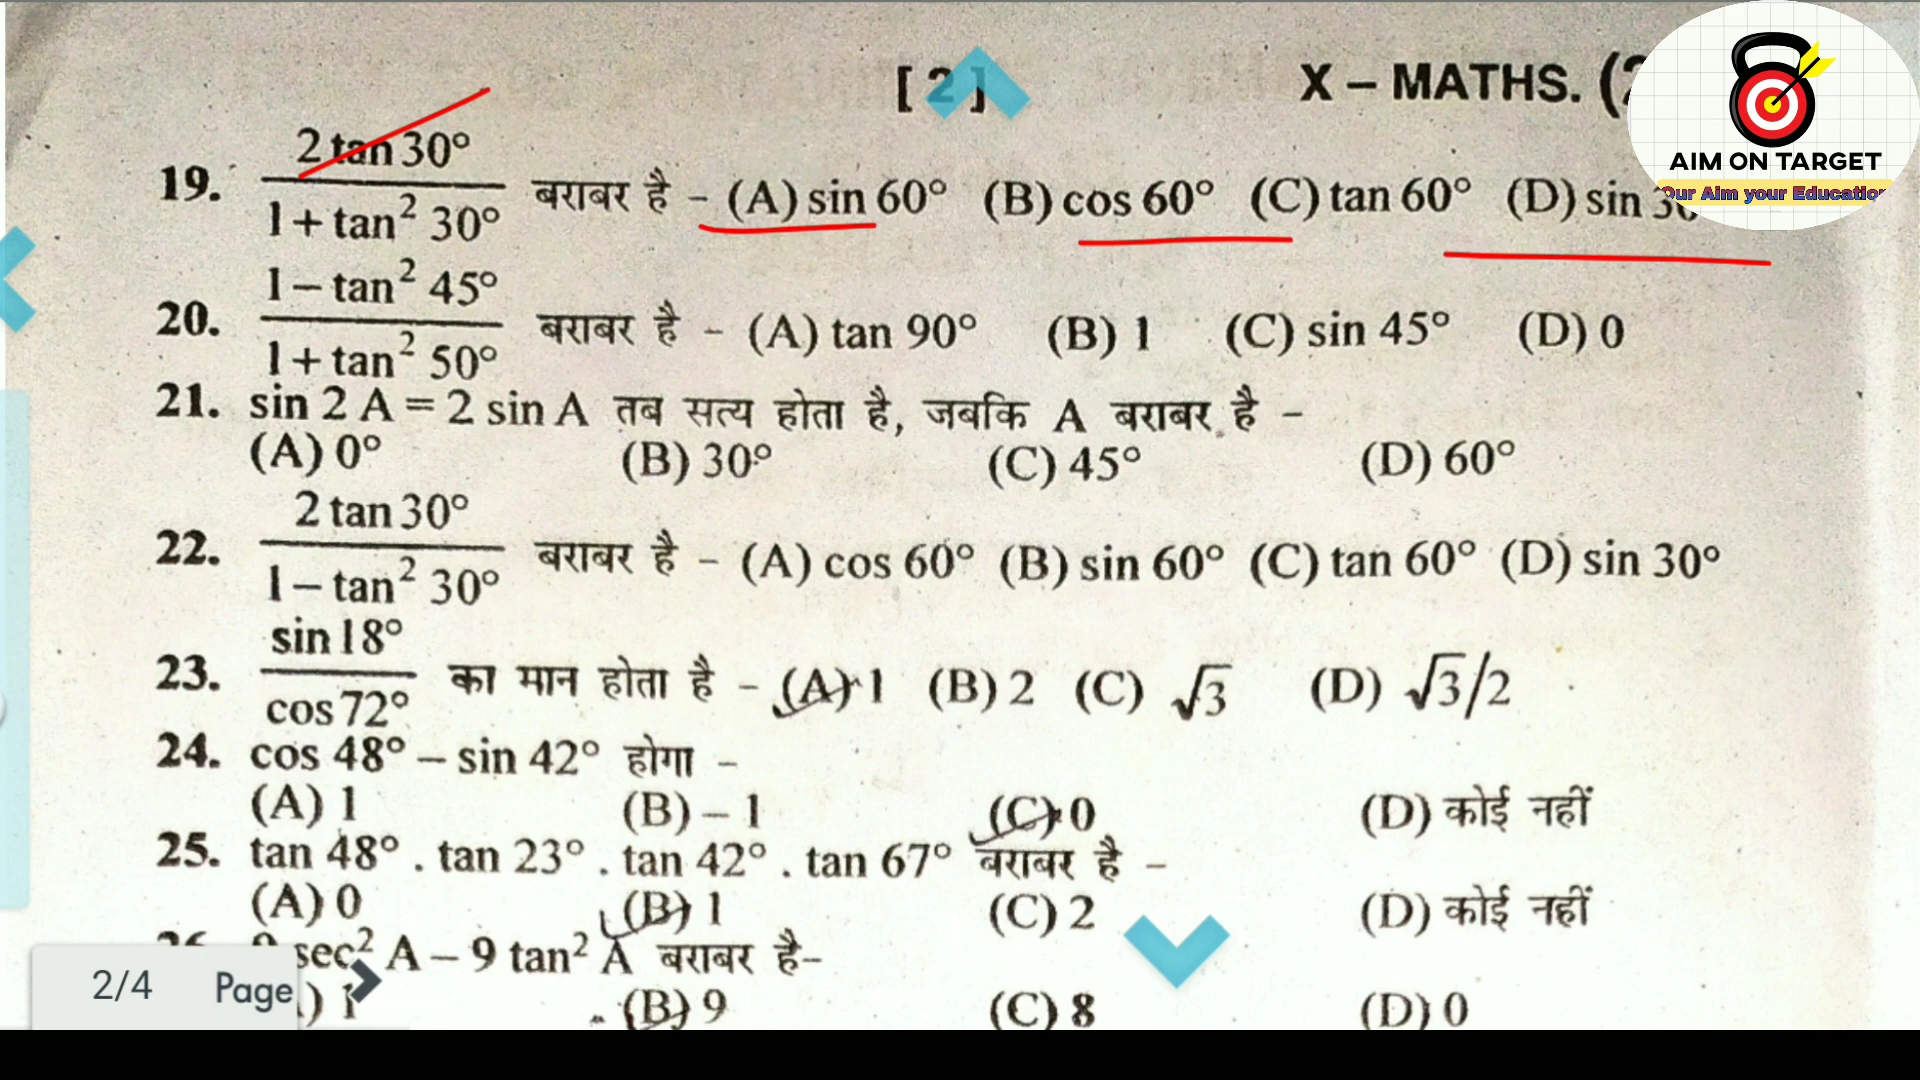 [ 2 ]
X – MATHS.
AIM ON TARGET
Our Aim your Education
19. 2 tan 30° / 1 + tan² 30° बराबर है – (A) sin 60° (B) cos 60° (C) tan 60° (D) sin
20. 1 – tan² 45° / 1 + tan² 50° बराबर है – (A) tan 90° (B) 1 (C) sin 45° (D) 0
21. sin 2 A = 2 sin A तब सत्य होता है, जबकि A बराबर है –
(A) 0° (B) 30° (C) 45° (D) 60°
22. 2 tan 30° / 1 – tan² 30° बराबर है – (A) cos 60° (B) sin 60° (C) tan 60° (D) sin 30°
23. sin 18° / cos 72° का मान होता है – (A) 1 (B) 2 (C) √3 (D) √3/2
24. cos 48° – sin 42° होगा –
(A) 1 (B) – 1 (C) 0 (D) कोई नहीं
25. tan 48° . tan 23° . tan 42° . tan 67° बराबर है –
(A) 0 (B) 1 (C) 2 (D) कोई नहीं
sec² A – 9 tan² A बराबर है–
) 1 (B) 9 (C) 8 (D) 0
2/4 Page